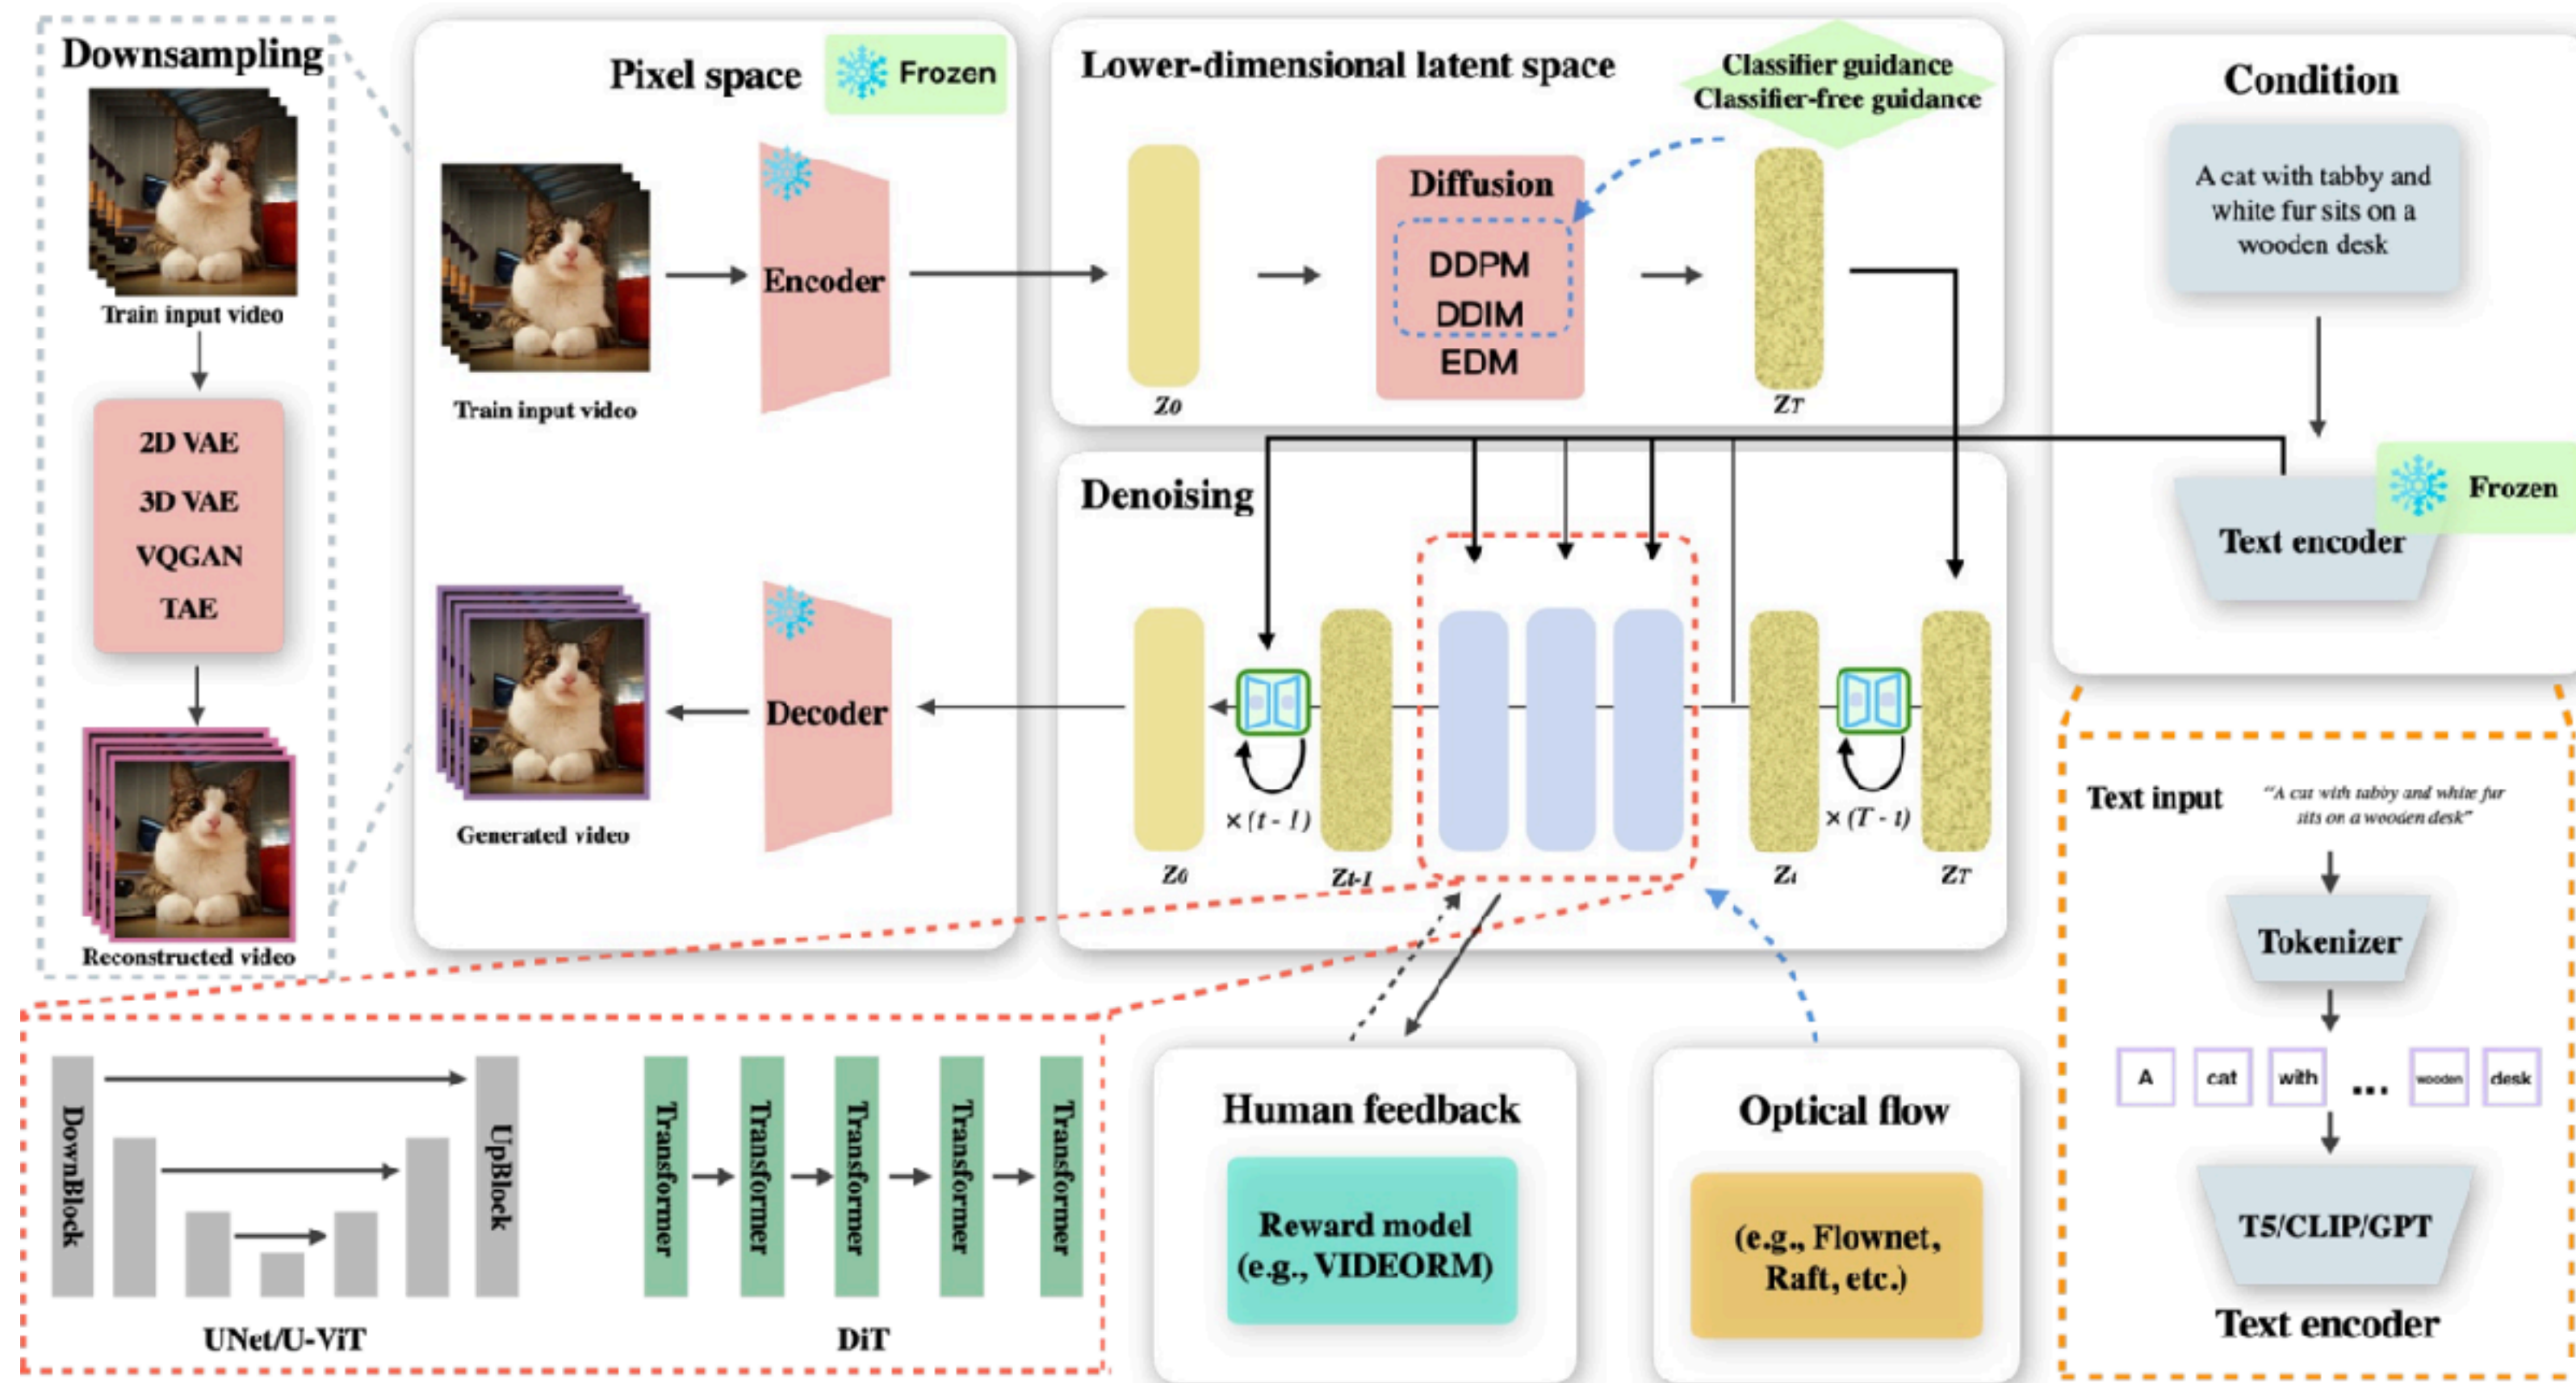 Downsampling
Train input video
2D VAE
3D VAE
VQGAN
TAE
Reconstructed video
Pixel space
Frozen
Train input video
Encoder
Generated video
Decoder
Lower-dimensional latent space
Classifier guidance
Classifier-free guidance
Z0
Diffusion
DDPM
DDIM
EDM
ZT
Denoising
Z0
×(t - 1)
Zt-1
Zt
×(T - t)
ZT
Condition
A cat with tabby and
white fur sits on a
wooden desk
Frozen
Text encoder
Text input
"A cat with tabby and white fur
sits on a wooden desk"
Tokenizer
A cat with ... wooden desk
T5/CLIP/GPT
Text encoder
DownBlock
UpBlock
UNet/U-ViT
Transformer
Transformer
Transformer
Transformer
Transformer
DiT
Human feedback
Reward model
(e.g., VIDEORM)
Optical flow
(e.g., Flownet,
Raft, etc.)